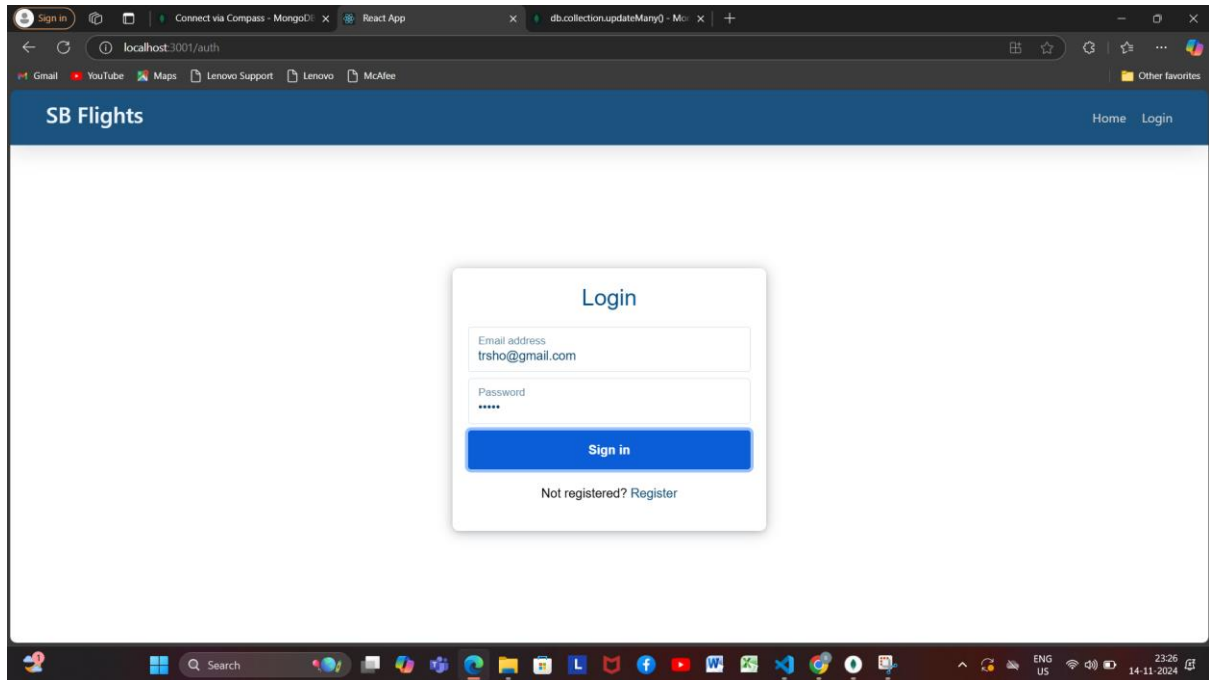 Sign in
Connect via Compass - MongoDB
React App
db.collection.updateMany() - Mon
localhost:3001/auth
Gmail YouTube Maps Lenovo Support Lenovo McAfee Other favorites
SB Flights Home Login
Login
Email address
trsho@gmail.com
Password
•••••
Sign in
Not registered? Register
1
Search
L
ENG
US
23:26
14-11-2024